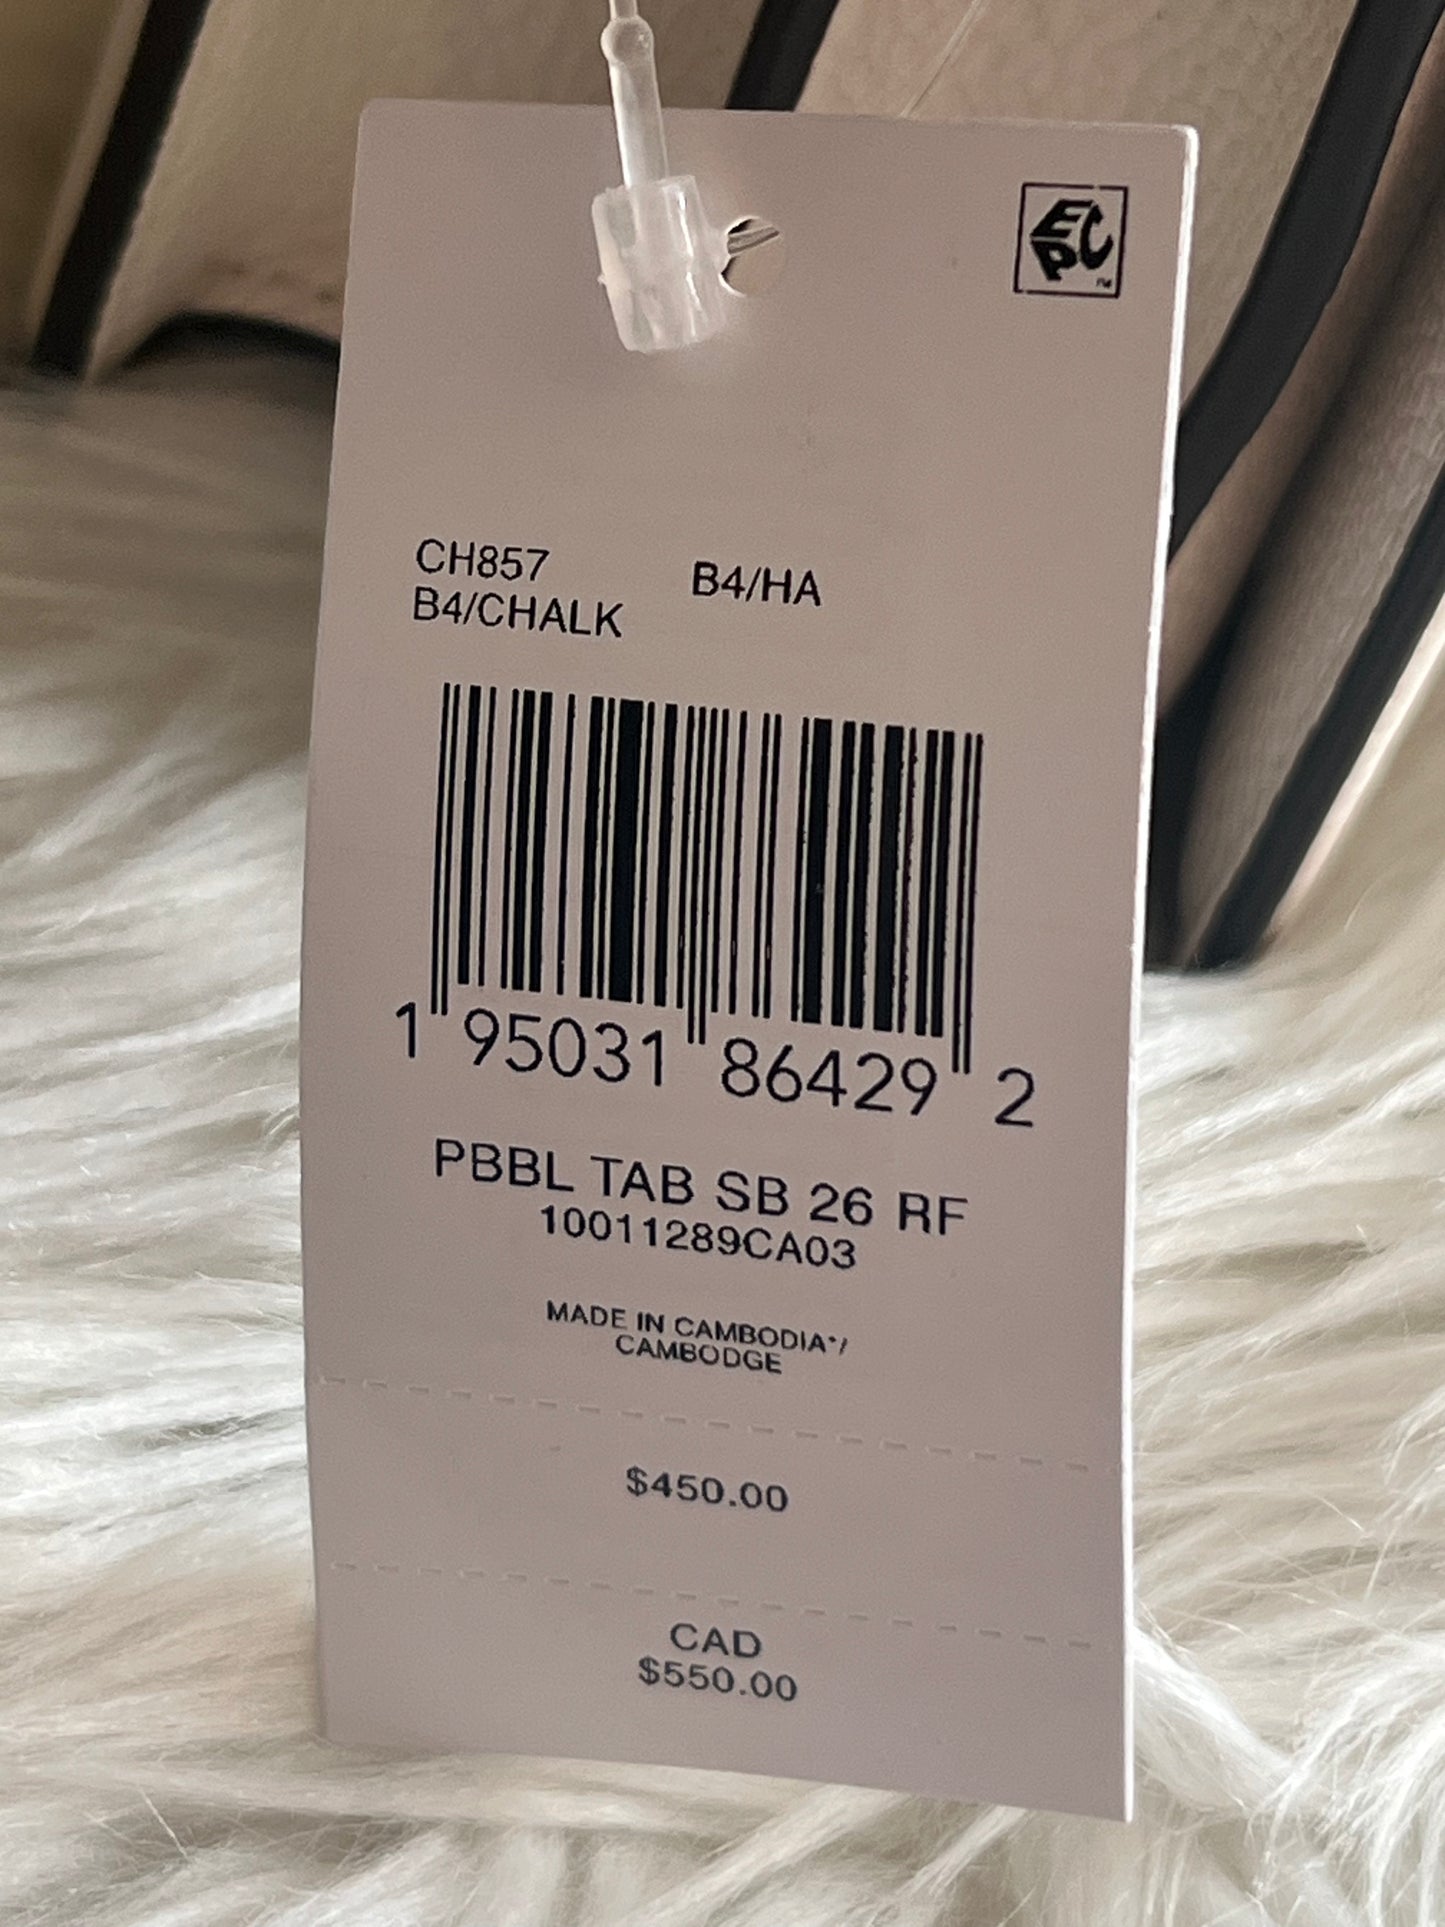 EPC™
CH857 B4/HA
B4/CHALK
1 95031 86429 2
PBBL TAB SB 26 RF
10011289CA03
MADE IN CAMBODIA*/
CAMBODGE
$450.00
CAD
$550.00